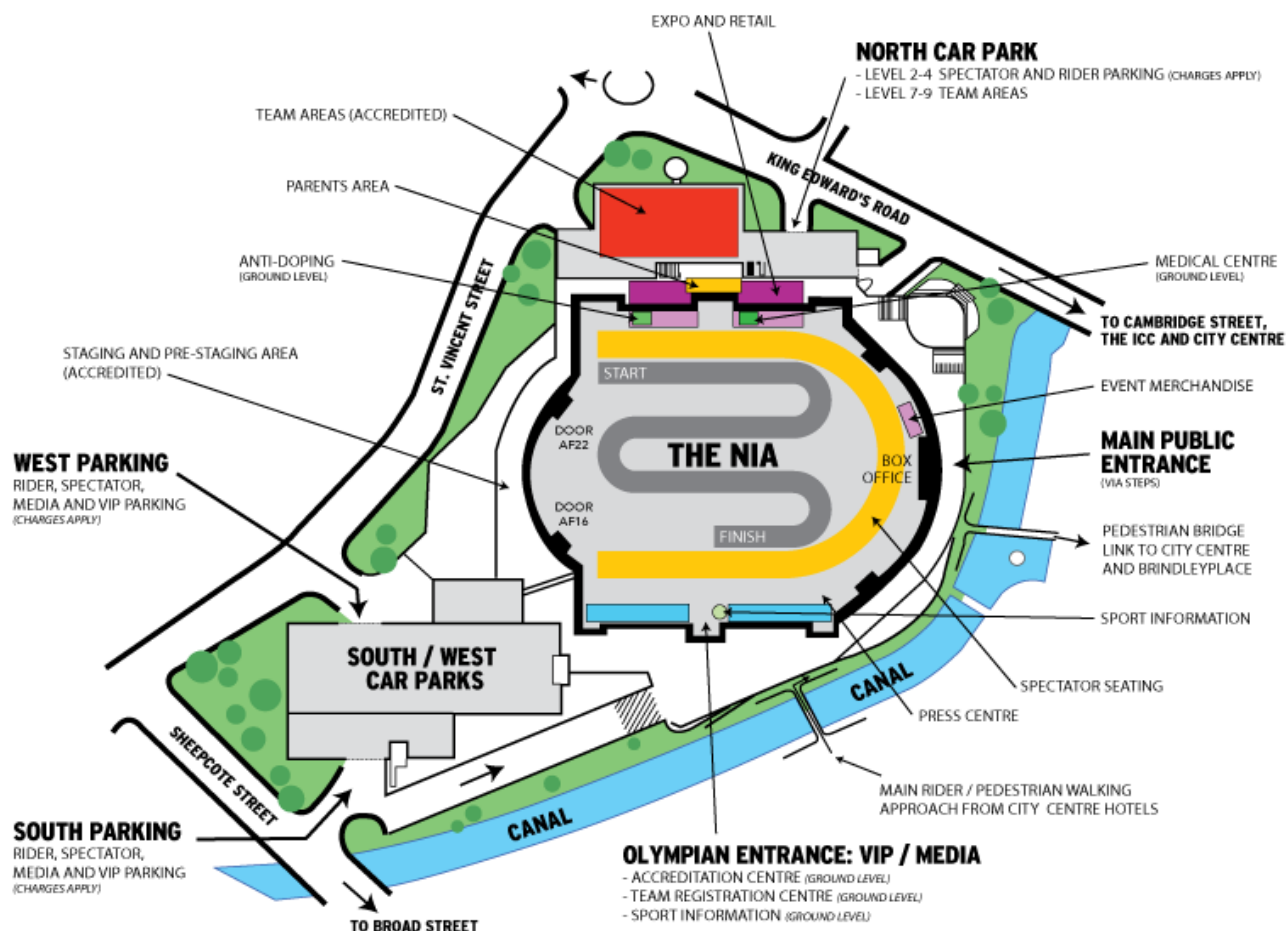 EXPO AND RETAIL
NORTH CAR PARK
- LEVEL 2-4 SPECTATOR AND RIDER PARKING (CHARGES APPLY)
- LEVEL 7-9 TEAM AREAS
TEAM AREAS (ACCREDITED)
KING EDWARD'S ROAD
PARENTS AREA
ANTI-DOPING
(GROUND LEVEL)
MEDICAL CENTRE
(GROUND LEVEL)
ST. VINCENT STREET
TO CAMBRIDGE STREET,
THE ICC AND CITY CENTRE
STAGING AND PRE-STAGING AREA
(ACCREDITED)
START
EVENT MERCHANDISE
DOOR
AF22
THE NIA
BOX
OFFICE
MAIN PUBLIC
ENTRANCE
(VIA STEPS)
WEST PARKING
RIDER, SPECTATOR,
MEDIA AND VIP PARKING
(CHARGES APPLY)
DOOR
AF16
FINISH
PEDESTRIAN BRIDGE
LINK TO CITY CENTRE
AND BRINDLEYPLACE
SPORT INFORMATION
SOUTH / WEST
CAR PARKS
CANAL
SPECTATOR SEATING
PRESS CENTRE
SHEEPCOTE STREET
MAIN RIDER / PEDESTRIAN WALKING
APPROACH FROM CITY CENTRE HOTELS
CANAL
SOUTH PARKING
RIDER, SPECTATOR,
MEDIA AND VIP PARKING
(CHARGES APPLY)
OLYMPIAN ENTRANCE: VIP / MEDIA
- ACCREDITATION CENTRE (GROUND LEVEL)
- TEAM REGISTRATION CENTRE (GROUND LEVEL)
- SPORT INFORMATION (GROUND LEVEL)
TO BROAD STREET